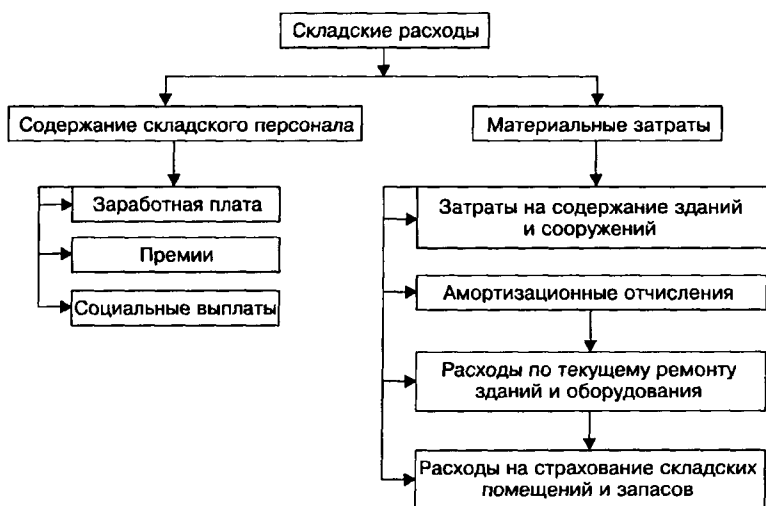 Складские расходы
Содержание складского персонала
Заработная плата
Премии
Социальные выплаты
Материальные затраты
Затраты на содержание зданий
и сооружений
Амортизационные отчисления
Расходы по текущему ремонту
зданий и оборудования
Расходы на страхование складских
помещений и запасов